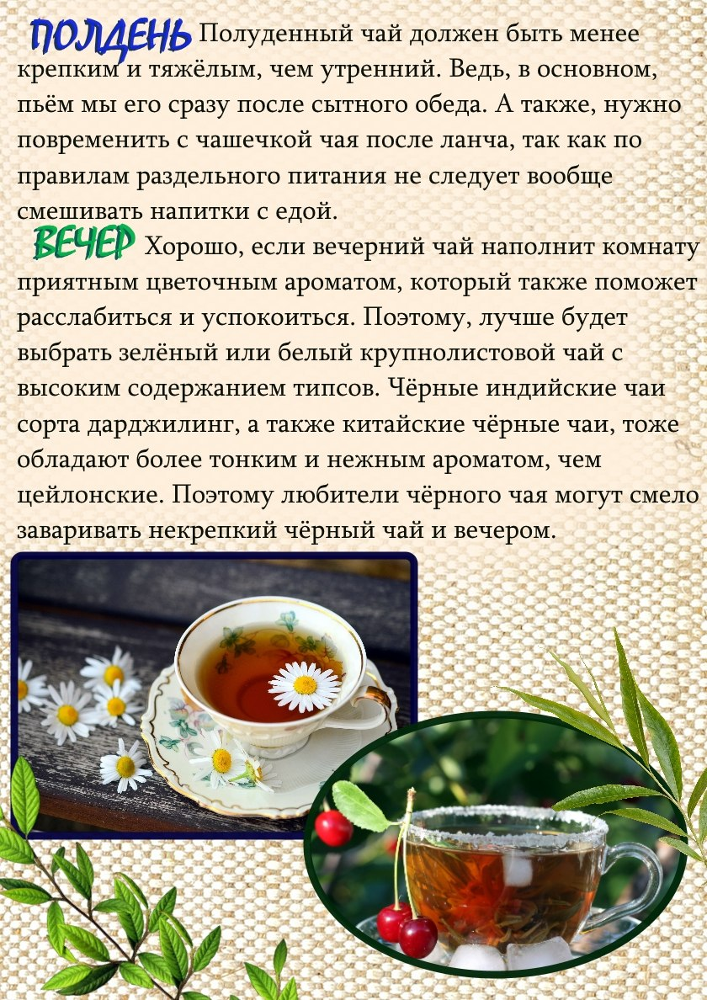 ПОЛДЕНЬ Полуденный чай должен быть менее
крепким и тяжёлым, чем утренний. Ведь, в основном,
пьём мы его сразу после сытного обеда. А также, нужно
повременить с чашечкой чая после ланча, так как по
правилам раздельного питания не следует вообще
смешивать напитки с едой.
ВЕЧЕР Хорошо, если вечерний чай наполнит комнату
приятным цветочным ароматом, который также поможет
расслабиться и успокоиться. Поэтому, лучше будет
выбрать зелёный или белый крупнолистовой чай с
высоким содержанием типсов. Чёрные индийские чаи
сорта дарджилинг, а также китайские чёрные чаи, тоже
обладают более тонким и нежным ароматом, чем
цейлонские. Поэтому любители чёрного чая могут смело
заваривать некрепкий чёрный чай и вечером.